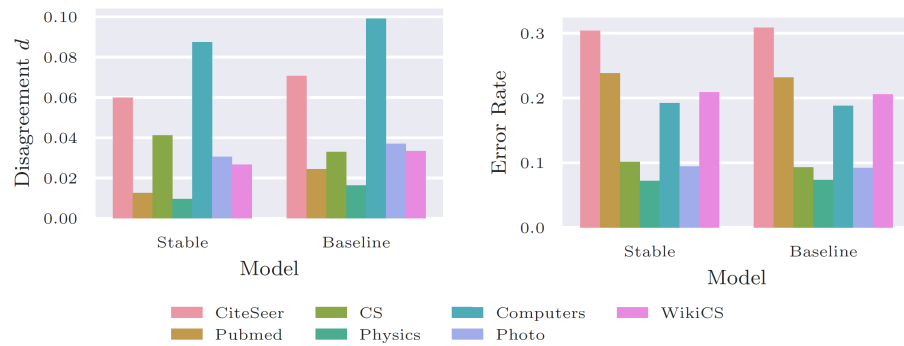 0.10
0.08
0.06
0.04
0.02
0.00
Disagreement d
Stable
Baseline
Model
0.3
0.2
0.1
0.0
Error Rate
Stable
Baseline
Model
CiteSeer
CS
Computers
WikiCS
Pubmed
Physics
Photo